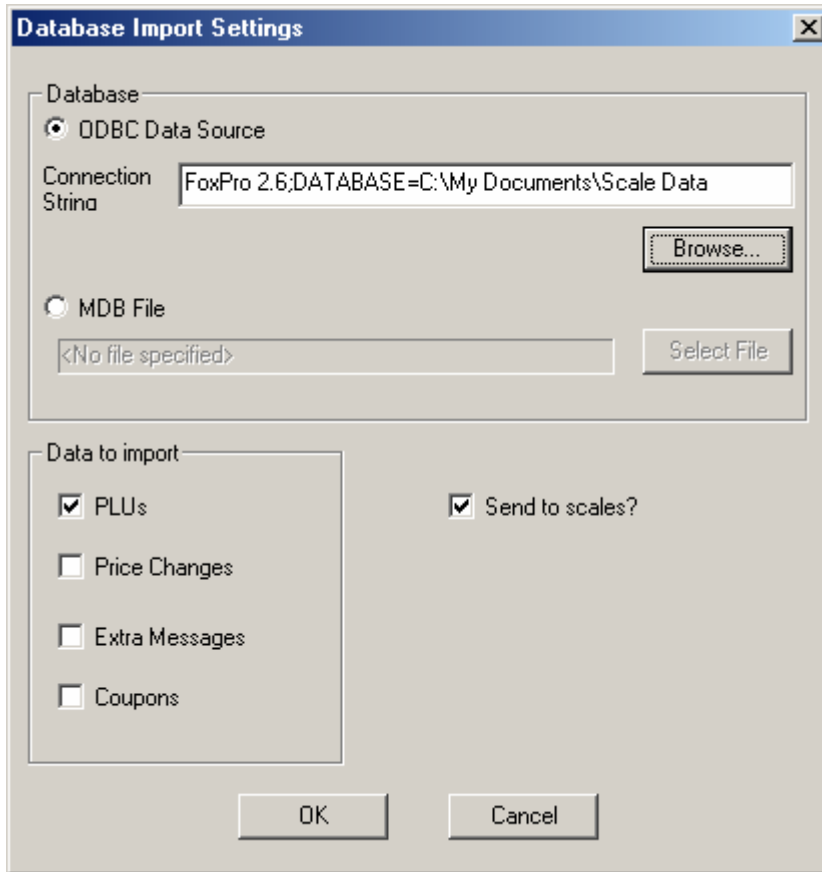 Database Import Settings
Database
ODBC Data Source
Connection
String
FoxPro 2.6;DATABASE=C:\My Documents\Scale Data
Browse...
MDB File
<No file specified>
Select File
Data to import
PLUs
Send to scales?
Price Changes
Extra Messages
Coupons
OK
Cancel